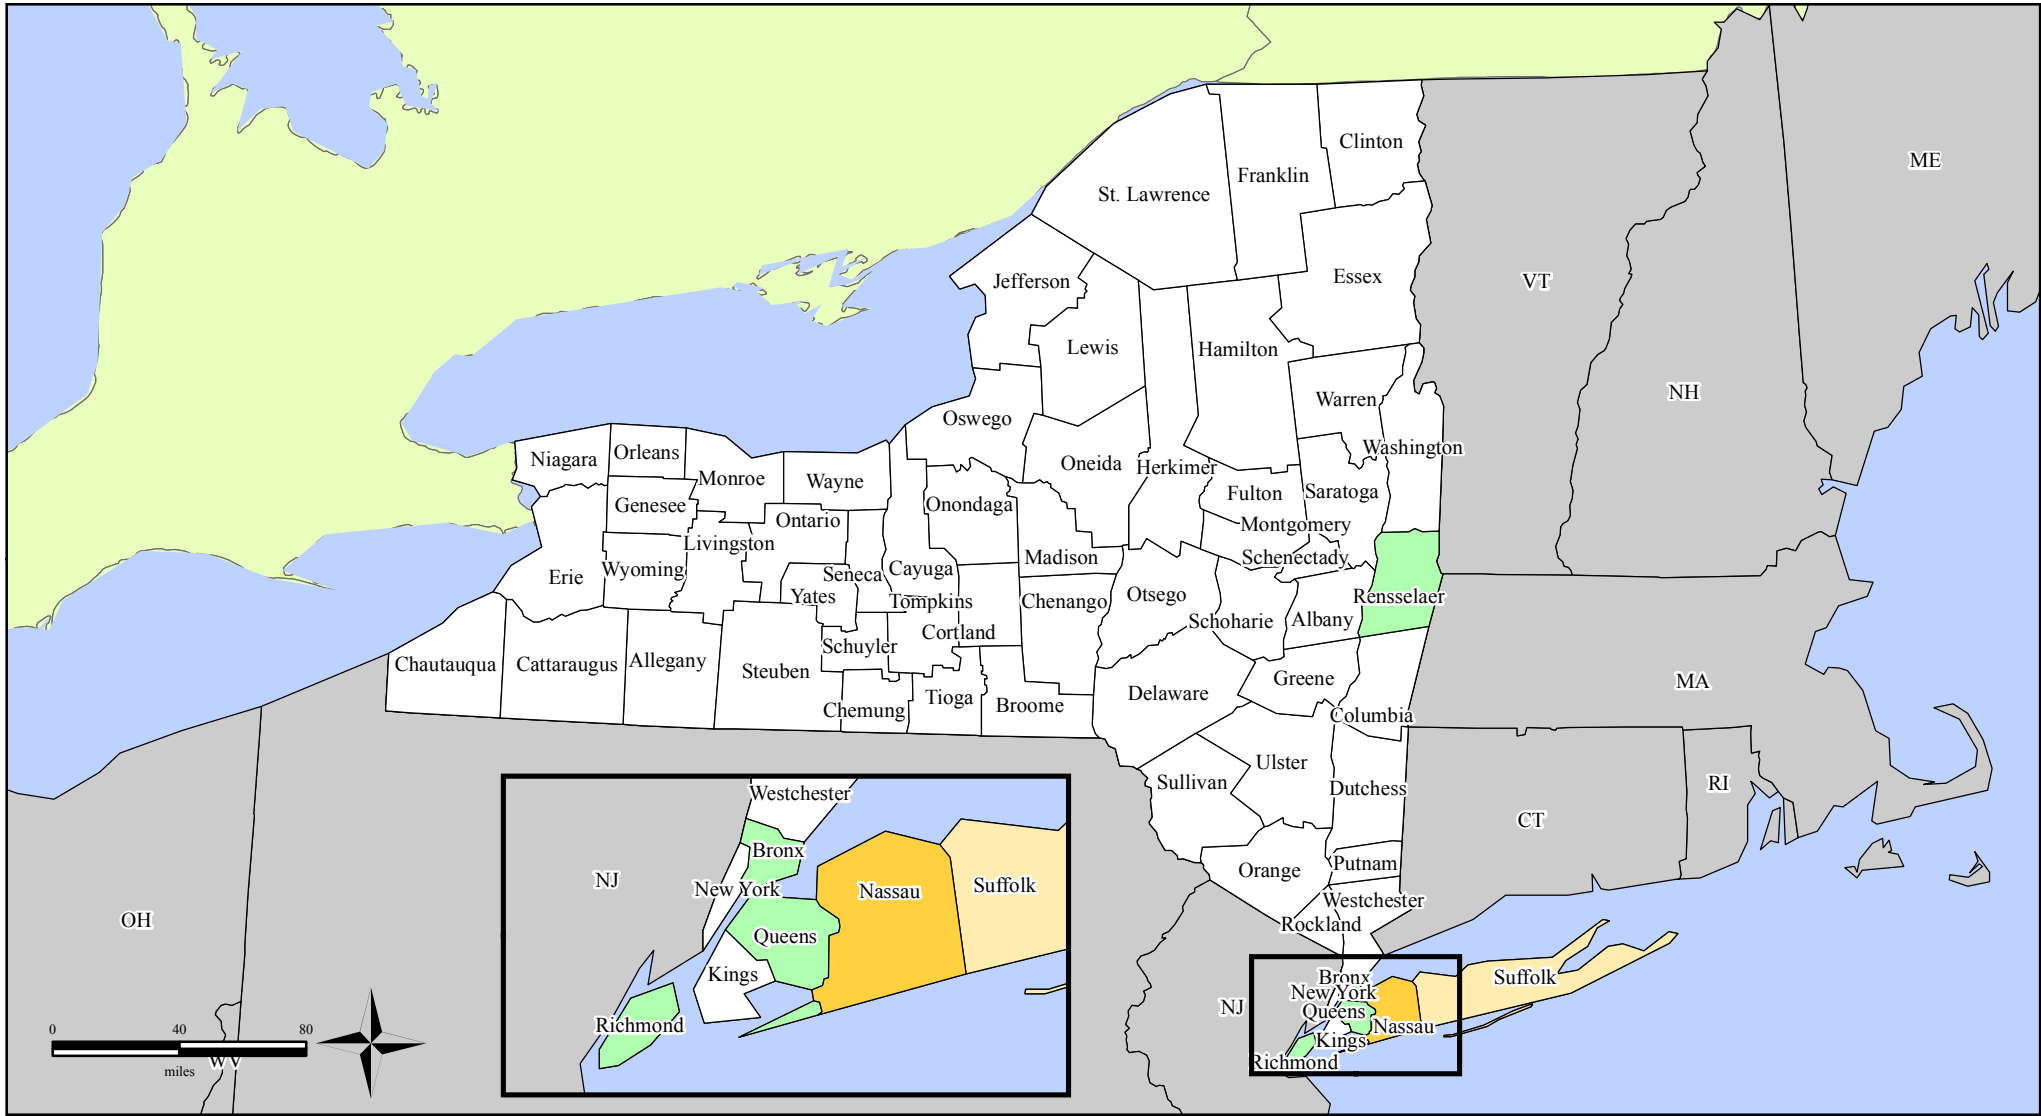 Clinton
ME
Franklin
St. Lawrence
Jefferson
Essex
VT
Lewis
Hamilton
NH
Warren
Oswego
Washington
Niagara
Orleans
Monroe
Wayne
Oneida
Herkimer
Genesee
Onondaga
Fulton
Saratoga
Ontario
Montgomery
Livingston
Madison
Schenectady
Erie
Wyoming
Seneca
Cayuga
Yates
Tompkins
Chenango
Otsego
Rensselaer
Cortland
Schoharie
Albany
Schuyler
Chautauqua
Cattaraugus
Allegany
Steuben
Greene
MA
Tioga
Delaware
Chemung
Broome
Columbia
Ulster
Sullivan
Dutchess
RI
CT
Orange
Putnam
Westchester
Rockland
Westchester
Bronx
NJ
New York
Nassau
Suffolk
Queens
Kings
Richmond
OH
Bronx
New York
Suffolk
NJ
Queens
Nassau
Kings
Richmond
0 40 80
WV
miles